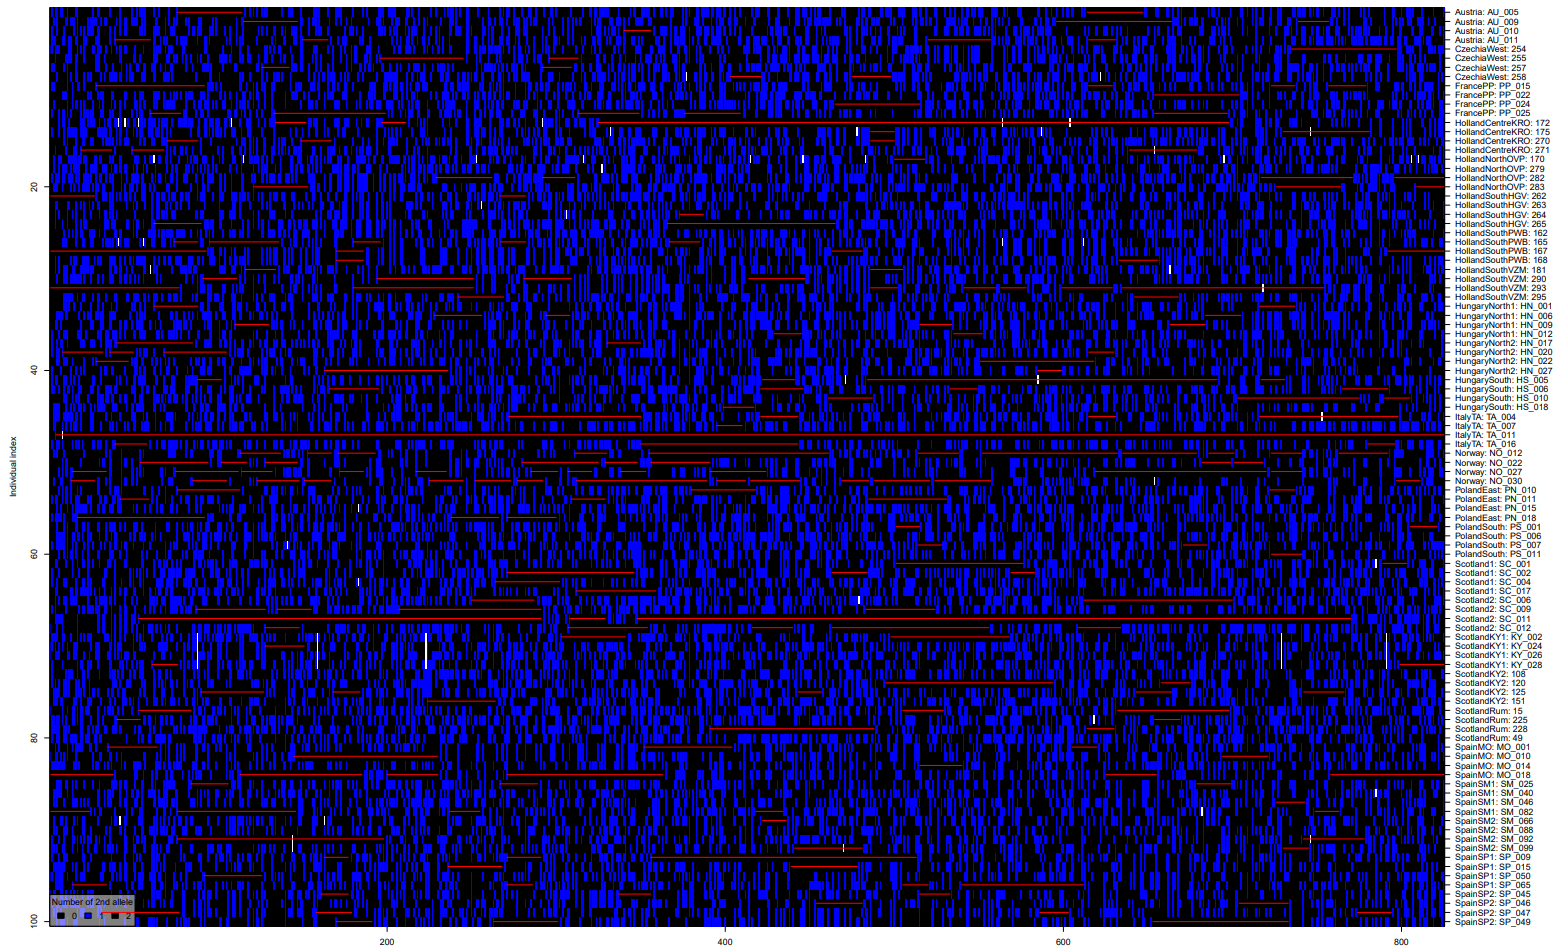 Austria: AU_005
Austria: AU_009
Austria: AU_010
Austria: AU_011
CzechiaWest: 254
CzechiaWest: 255
CzechiaWest: 257
CzechiaWest: 258
FrancePP: PP_015
FrancePP: PP_022
FrancePP: PP_024
FrancePP: PP_025
HollandCentreKRO: 172
HollandCentreKRO: 175
HollandCentreKRO: 270
HollandCentreKRO: 271
HollandNorthOVP: 170
HollandNorthOVP: 279
HollandNorthOVP: 282
20
HollandNorthOVP: 283
HollandSouthHGV: 262
HollandSouthHGV: 263
HollandSouthHGV: 264
HollandSouthHGV: 265
HollandSouthPWB: 162
HollandSouthPWB: 165
HollandSouthPWB: 167
HollandSouthPWB: 168
HollandSouthVZM: 181
HollandSouthVZM: 290
HollandSouthVZM: 293
HollandSouthVZM: 295
HungaryNorth1: HN_001
HungaryNorth1: HN_006
HungaryNorth1: HN_009
HungaryNorth1: HN_012
HungaryNorth2: HN_017
HungaryNorth2: HN_020
HungaryNorth2: HN_022
40
HungaryNorth2: HN_027
HungarySouth: HS_005
HungarySouth: HS_006
HungarySouth: HS_010
HungarySouth: HS_018
ItalyTA: TA_004
ItalyTA: TA_007
ItalyTA: TA_011
ItalyTA: TA_016
Individual index
Norway: NO_012
Norway: NO_022
Norway: NO_027
Norway: NO_030
PolandEast: PN_010
PolandEast: PN_011
PolandEast: PN_015
PolandEast: PN_018
PolandSouth: PS_001
PolandSouth: PS_006
PolandSouth: PS_007
60
PolandSouth: PS_011
Scotland1: SC_001
Scotland1: SC_002
Scotland1: SC_004
Scotland1: SC_017
Scotland2: SC_006
Scotland2: SC_009
Scotland2: SC_011
Scotland2: SC_012
ScotlandKY1: KY_002
ScotlandKY1: KY_024
ScotlandKY1: KY_026
ScotlandKY1: KY_028
ScotlandKY2: 108
ScotlandKY2: 120
ScotlandKY2: 125
ScotlandKY2: 151
ScotlandRum: 15
ScotlandRum: 225
ScotlandRum: 228
80
ScotlandRum: 49
SpainMO: MO_001
SpainMO: MO_010
SpainMO: MO_014
SpainMO: MO_018
SpainSM1: SM_025
SpainSM1: SM_040
SpainSM1: SM_046
SpainSM1: SM_082
SpainSM2: SM_066
SpainSM2: SM_088
SpainSM2: SM_092
SpainSM2: SM_099
SpainSP1: SP_009
SpainSP1: SP_015
SpainSP1: SP_050
SpainSP1: SP_065
SpainSP2: SP_045
SpainSP2: SP_046
Number of 2nd allele
SpainSP2: SP_047
0 1 2
100
SpainSP2: SP_049
200 400 600 800